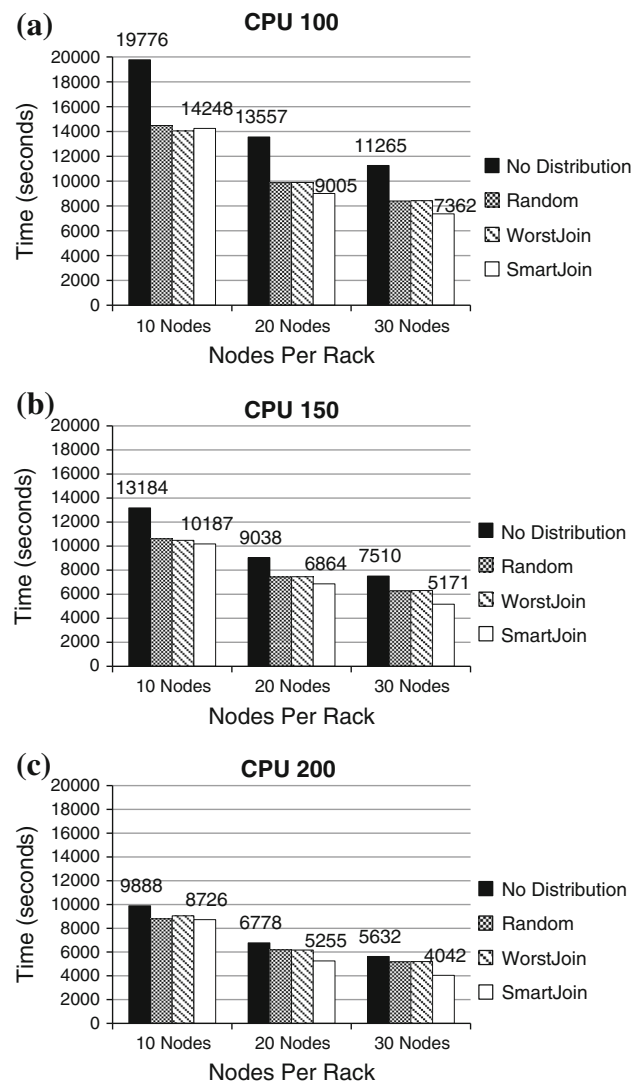 (a)
CPU 100
20000
18000
16000
14000
12000
10000
8000
6000
4000
2000
0
Time (seconds)
19776
14248
13557
9005
11265
7362
10 Nodes
20 Nodes
30 Nodes
Nodes Per Rack
No Distribution
Random
WorstJoin
SmartJoin
(b)
CPU 150
20000
18000
16000
14000
12000
10000
8000
6000
4000
2000
0
Time (seconds)
13184
10187
9038
6864
7510
5171
10 Nodes
20 Nodes
30 Nodes
Nodes Per Rack
No Distribution
Random
WorstJoin
SmartJoin
(c)
CPU 200
20000
18000
16000
14000
12000
10000
8000
6000
4000
2000
0
Time (seconds)
9888
8726
6778
5255
5632
4042
10 Nodes
20 Nodes
30 Nodes
Nodes Per Rack
No Distribution
Random
WorstJoin
SmartJoin